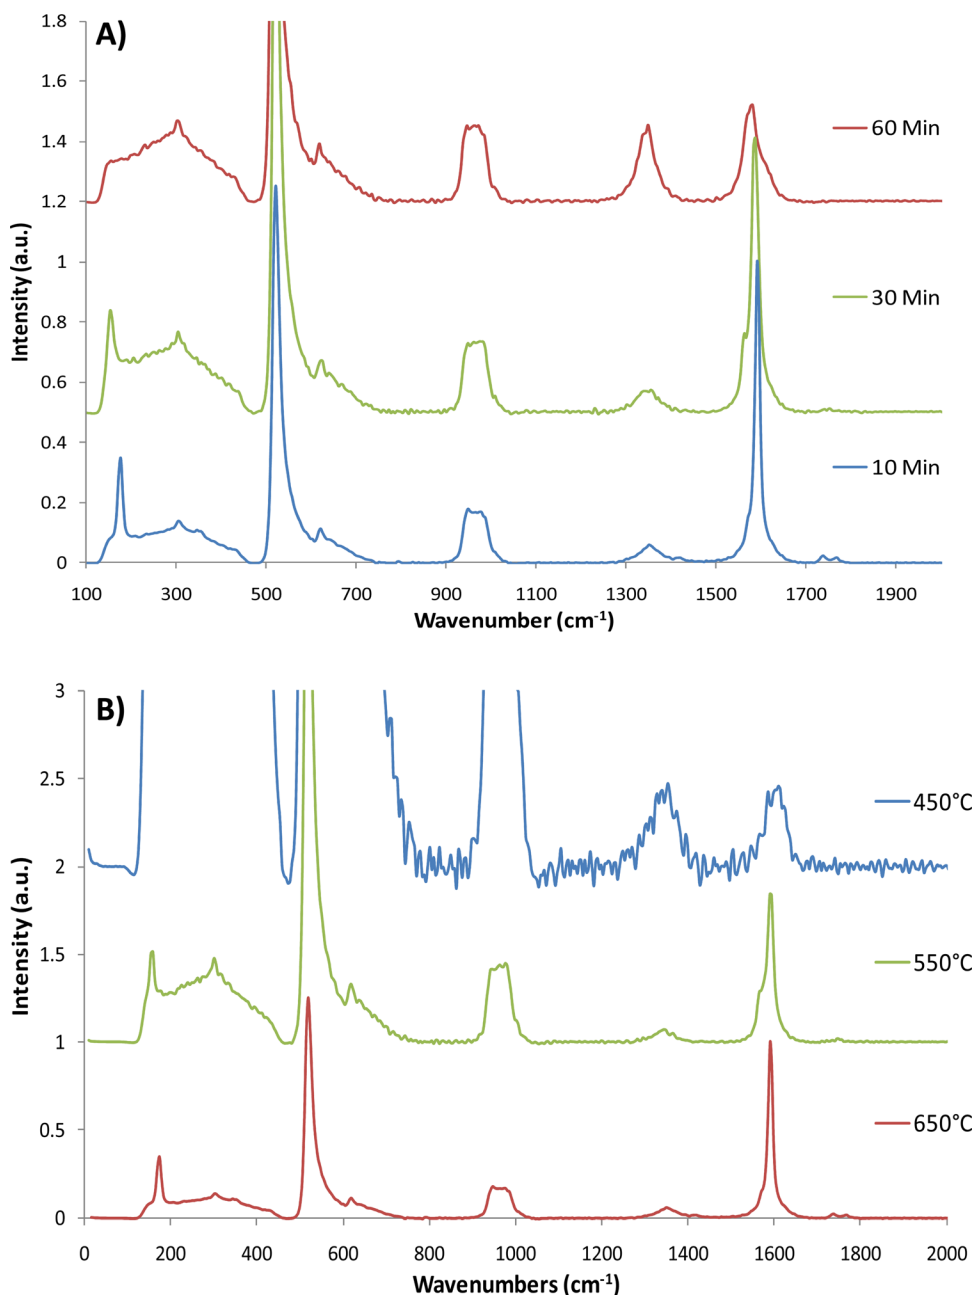 A)
1.8
1.6
1.4
1.2
1
0.8
0.6
0.4
0.2
0
Intensity (a.u.)
60 Min
30 Min
10 Min
100 300 500 700 900 1100 1300 1500 1700 1900
Wavenumber (cm⁻¹)
B)
3
2.5
2
1.5
1
0.5
0
Intensity (a.u.)
450°C
550°C
650°C
0 200 400 600 800 1000 1200 1400 1600 1800 2000
Wavenumbers (cm⁻¹)